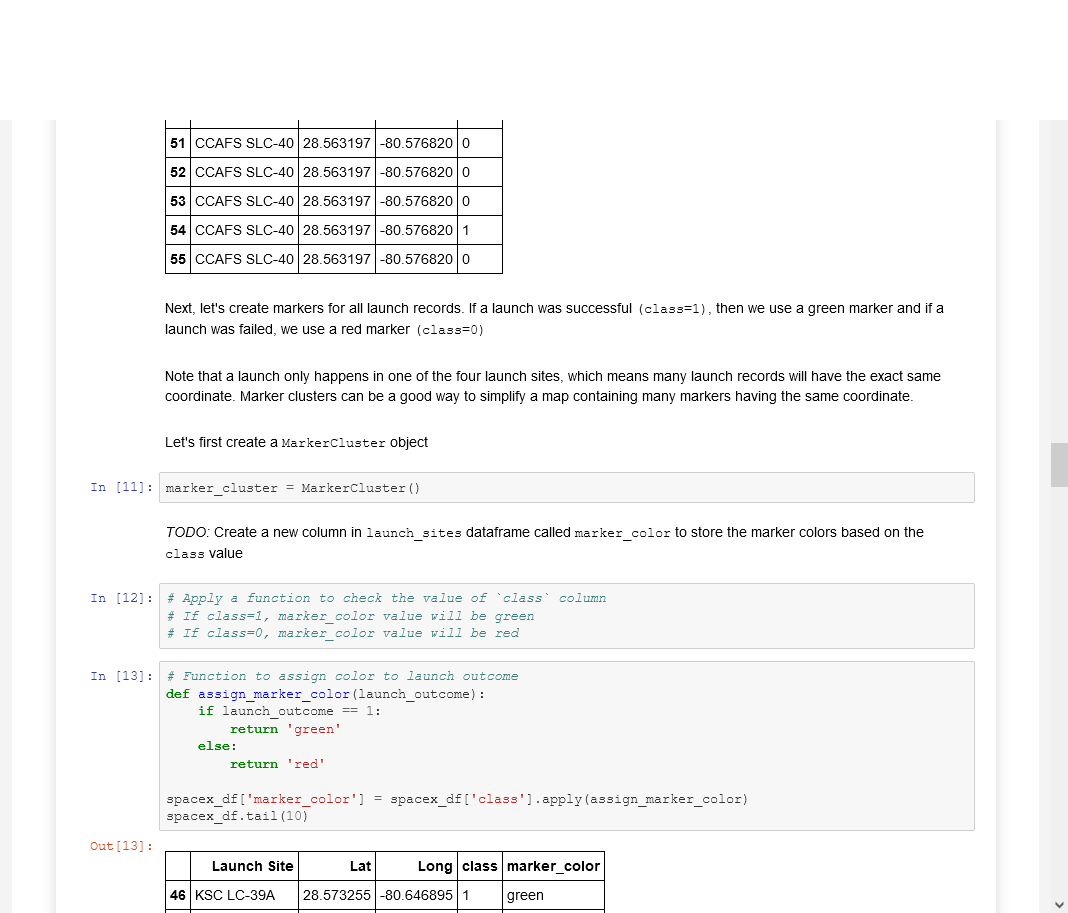 51 CCAFS SLC-40 28.563197 -80.576820 0
52 CCAFS SLC-40 28.563197 -80.576820 0
53 CCAFS SLC-40 28.563197 -80.576820 0
54 CCAFS SLC-40 28.563197 -80.576820 1
55 CCAFS SLC-40 28.563197 -80.576820 0
Next, let's create markers for all launch records. If a launch was successful (class=1), then we use a green marker and if a
launch was failed, we use a red marker (class=0)
Note that a launch only happens in one of the four launch sites, which means many launch records will have the exact same
coordinate. Marker clusters can be a good way to simplify a map containing many markers having the same coordinate.
Let's first create a MarkerCluster object
In [11]: marker_cluster = MarkerCluster()
TODO: Create a new column in launch_sites dataframe called marker_color to store the marker colors based on the
class value
In [12]: # Apply a function to check the value of `class` column
# If class=1, marker_color value will be green
# If class=0, marker_color value will be red
In [13]: # Function to assign color to launch outcome
def assign_marker_color(launch_outcome):
    if launch_outcome == 1:
        return 'green'
    else:
        return 'red'
spacex_df['marker_color'] = spacex_df['class'].apply(assign_marker_color)
spacex_df.tail(10)
Out[13]:
Launch Site Lat Long class marker_color
46 KSC LC-39A 28.573255 -80.646895 1 green